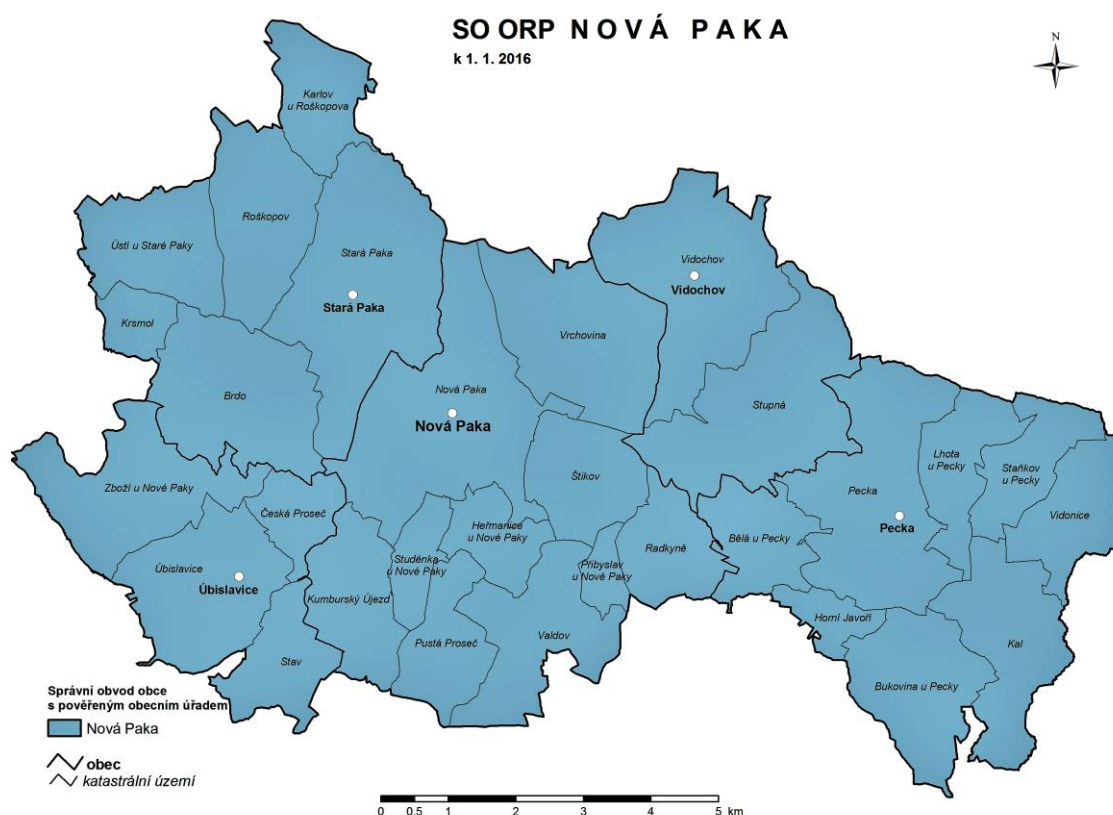 SO ORP N O V Á P A K A
k 1. 1. 2016
N
Karlov
u Roškopova
Roškopov
Ústí u Staré Paky
Stará Paka
Stará Paka
Krsmol
Brdo
Vidochov
Vidochov
Vrchovina
Nová Paka
Nová Paka
Stupná
Štikov
Lhota
u Pecky
Staňkov
u Pecky
Pecka
Pecka
Vidonice
Zboží u Nové Paky
Česká Proseč
Heřmanice
u Nové Paky
Bělá u Pecky
Radkyně
Studénka
u Nové Paky
Přibyslav
u Nové Paky
Úbislavice
Úbislavice
Kumburský Újezd
Horní Javoří
Pustá Proseč
Valdov
Kal
Stav
Bukovina u Pecky
Správní obvod obce
s pověřeným obecním úřadem
Nová Paka
obec
katastrální území
0 0.5 1 2 3 4 5 km